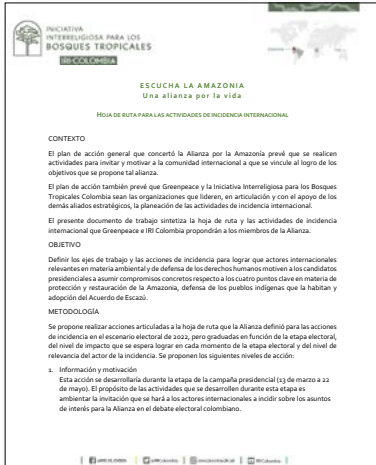 INICIATIVA
INTERRELIGIOSA PARA LOS
BOSQUES TROPICALES
IRI-COLOMBIA
ESCUCHA LA AMAZONIA
Una alianza por la vida
HOJA DE RUTA PARA LAS ACTIVIDADES DE INCIDENCIA INTERNACIONAL
CONTEXTO
El plan de acción general que concertó la Alianza por la Amazonía prevé que se realicen
actividades para invitar y motivar a la comunidad internacional a que se vincule al logro de los
objetivos que se propone tal alianza.
El plan de acción también prevé que Greenpeace y la Iniciativa Interreligiosa para los Bosques
Tropicales Colombia sean las organizaciones que lideren, en articulación y con el apoyo de los
demás aliados estratégicos, la planeación de las actividades de incidencia internacional.
El presente documento de trabajo sintetiza la hoja de ruta y las actividades de incidencia
internacional que Greenpeace e IRI Colombia propondrán a los miembros de la Alianza.
OBJETIVO
Definir los ejes de trabajo y las acciones de incidencia para lograr que actores internacionales
relevantes en materia ambiental y de defensa de los derechos humanos motiven a los candidatos
presidenciales a asumir compromisos concretos respecto a los cuatro puntos clave en materia de
protección y restauración de la Amazonía, defensa de los pueblos indígenas que la habitan y
adopción del Acuerdo de Escazú.
METODOLOGÍA
Se propone realizar acciones articuladas a la hoja de ruta que la Alianza definió para las acciones
de incidencia en el escenario electoral de 2022, pero graduadas en función de la etapa electoral,
del nivel de impacto que se espera lograr en cada momento de la etapa electoral y del nivel de
relevancia del actor de la incidencia. Se proponen los siguientes niveles de acción:
1. Información y motivación
Esta acción se desarrollaría durante la etapa de la campaña presidencial (13 de marzo a 22
de mayo). El propósito de las actividades que se desarrollen durante esta etapa es
ambientar la invitación que se hará a los actores internacionales a incidir sobre los asuntos
de interés para la Alianza en el debate electoral colombiano.